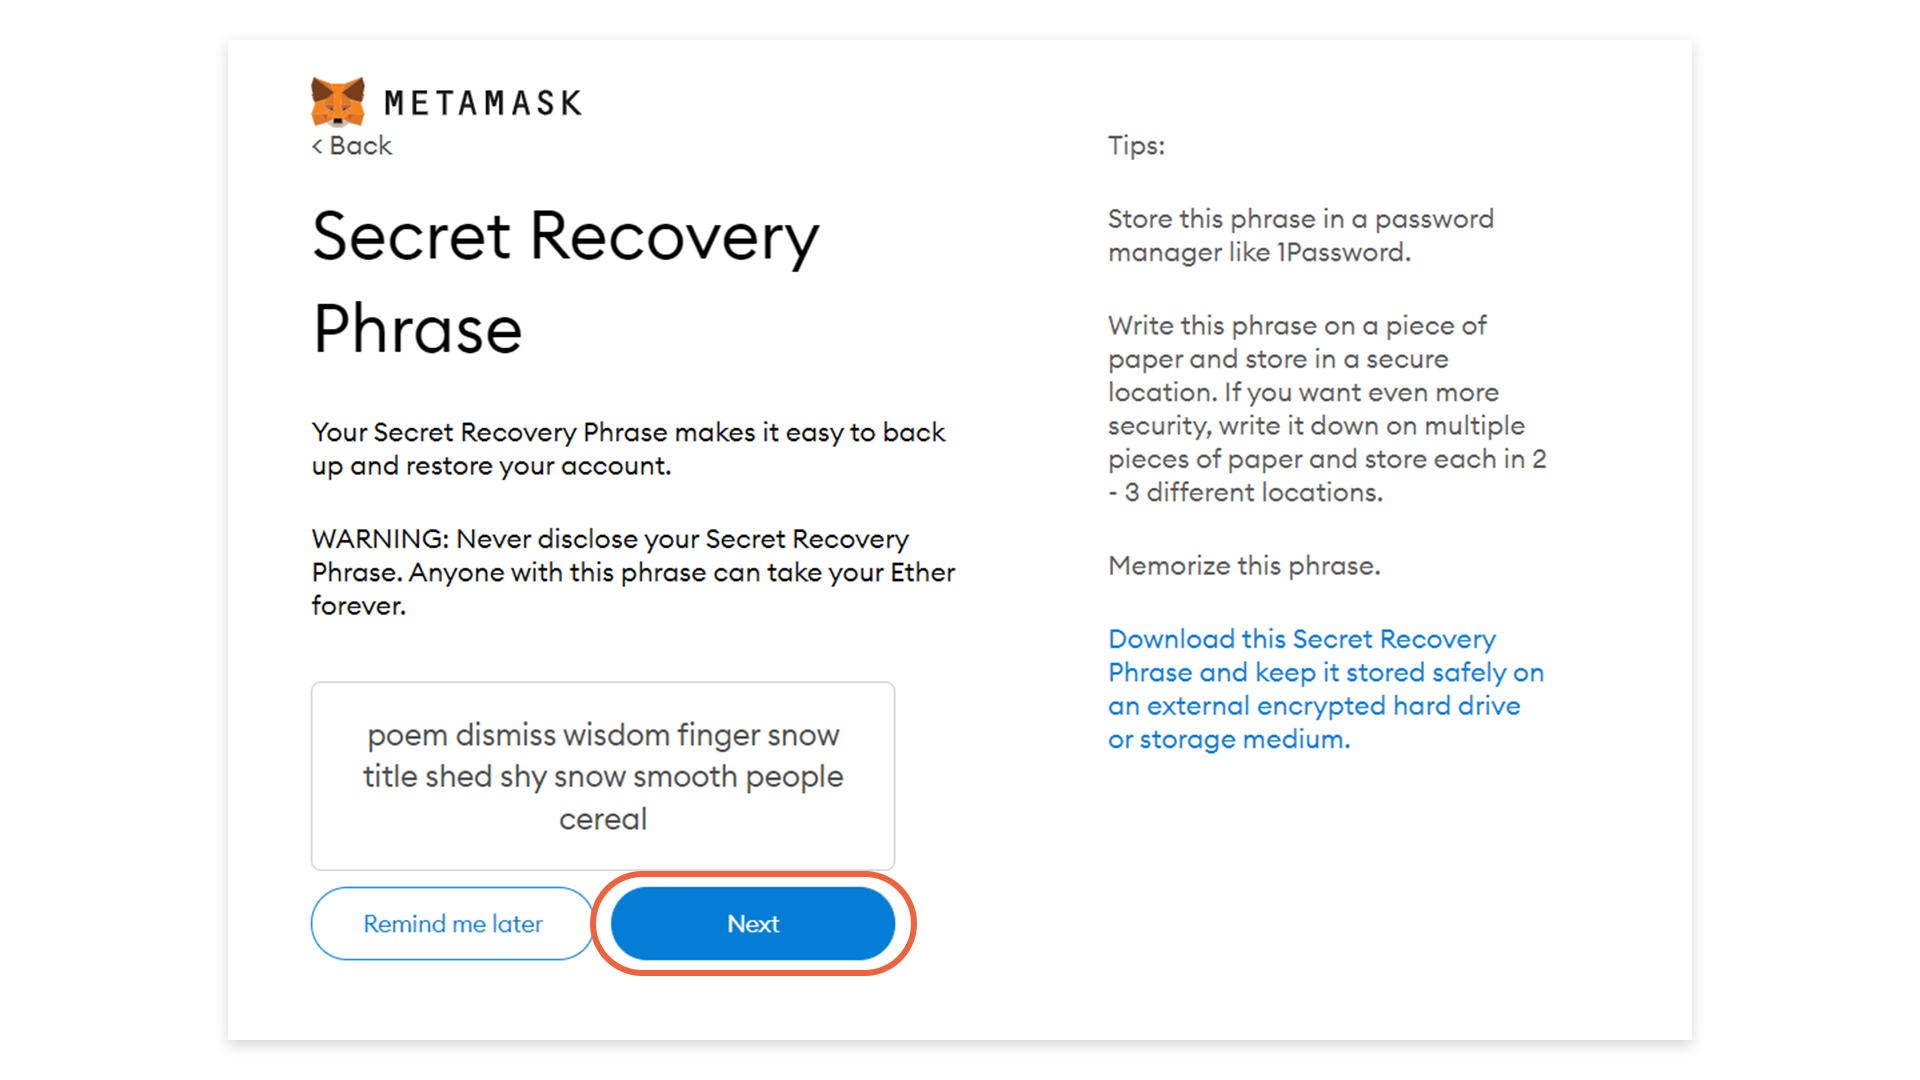 METAMASK
< Back
Secret Recovery
Phrase
Your Secret Recovery Phrase makes it easy to back
up and restore your account.
WARNING: Never disclose your Secret Recovery
Phrase. Anyone with this phrase can take your Ether
forever.
poem dismiss wisdom finger snow
title shed shy snow smooth people
cereal
Remind me later
Next
Tips:
Store this phrase in a password
manager like 1Password.
Write this phrase on a piece of
paper and store in a secure
location. If you want even more
security, write it down on multiple
pieces of paper and store each in 2
- 3 different locations.
Memorize this phrase.
Download this Secret Recovery
Phrase and keep it stored safely on
an external encrypted hard drive
or storage medium.